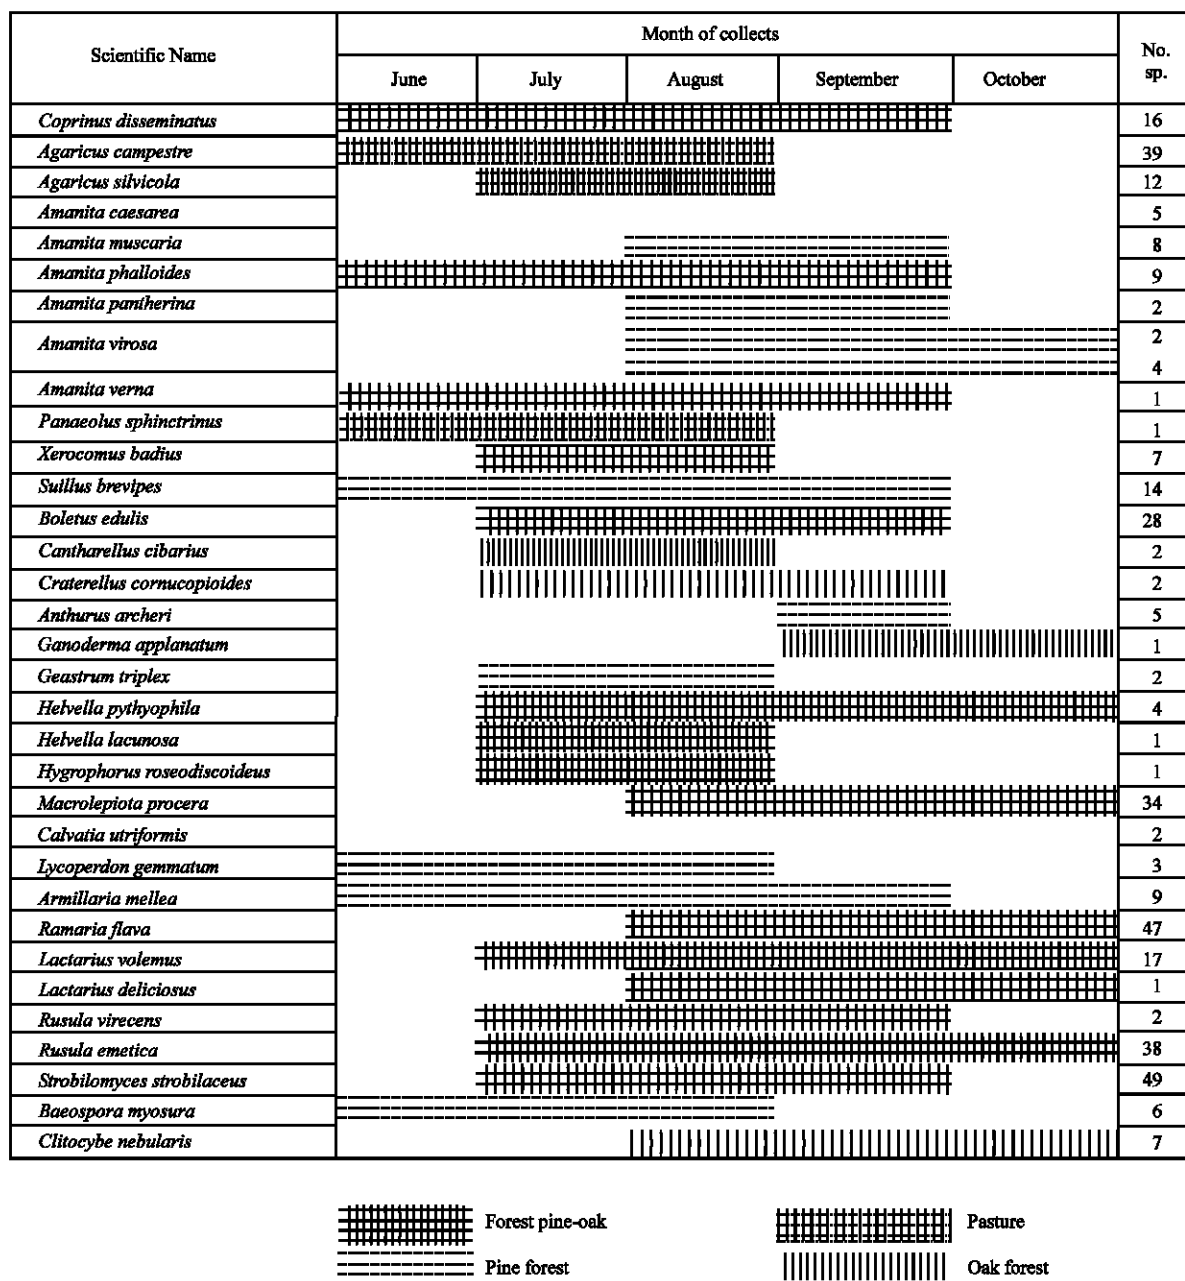 Scientific Name
Month of collects
No. sp.
June July August September October
Coprinus disseminatus 16
Agaricus campestre 39
Agaricus silvicola 12
Amanita caesarea 5
Amanita muscaria 8
Amanita phalloides 9
Amanita pantherina 2
Amanita virosa 2
4
Amanita verna 1
Panaeolus sphinctrinus 1
Xerocomus badius 7
Suillus brevipes 14
Boletus edulis 28
Cantharellus cibarius 2
Craterellus cornucopioides 2
Anthurus archeri 5
Ganoderma applanatum 1
Geastrum triplex 2
Helvella pythyophila 4
Helvella lacunosa 1
Hygrophorus roseodiscoideus 1
Macrolepiota procera 34
Calvatia utriformis 2
Lycoperdon gemmatum 3
Armillaria mellea 9
Ramaria flava 47
Lactarius volemus 17
Lactarius deliciosus 1
Rusula virecens 2
Rusula emetica 38
Strobilomyces strobilaceus 49
Baeospora myosura 6
Clitocybe nebularis 7
Forest pine-oak Pasture
Pine forest Oak forest